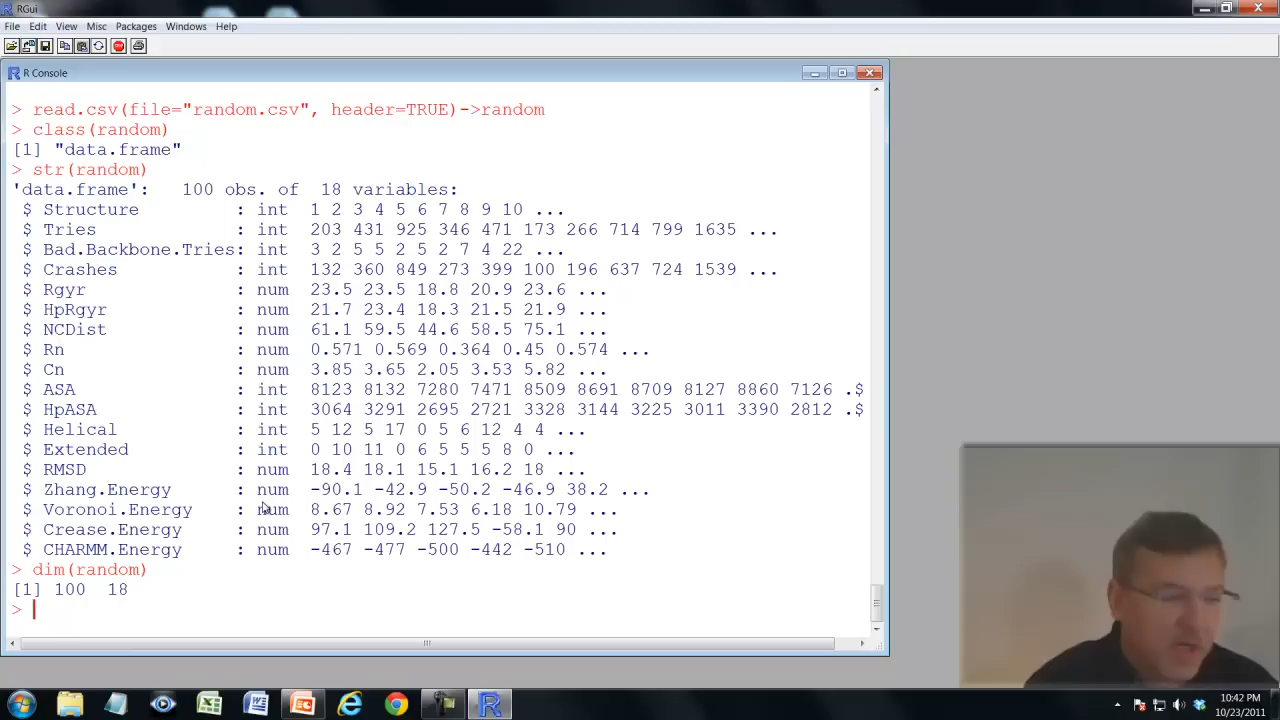 RGui
File Edit View Misc Packages Windows Help
R Console
> read.csv(file="random.csv", header=TRUE)->random
> class(random)
[1] "data.frame"
> str(random)
'data.frame':   100 obs. of  18 variables:
 $ Structure         : int  1 2 3 4 5 6 7 8 9 10 ...
 $ Tries             : int  203 431 925 346 471 173 266 714 799 1635 ...
 $ Bad.Backbone.Tries: int  3 2 5 5 2 5 2 7 4 22 ...
 $ Crashes           : int  132 360 849 273 399 100 196 637 724 1539 ...
 $ Rgyr              : num  23.5 23.5 18.8 20.9 23.6 ...
 $ HpRgyr            : num  21.7 23.4 18.3 21.5 21.9 ...
 $ NCDist            : num  61.1 59.5 44.6 58.5 75.1 ...
 $ Rn                : num  0.571 0.569 0.364 0.45 0.574 ...
 $ Cn                : num  3.85 3.65 2.05 3.53 5.82 ...
 $ ASA               : int  8123 8132 7280 7471 8509 8691 8709 8127 8860 7126 .$
 $ HpASA             : int  3064 3291 2695 2721 3328 3144 3225 3011 3390 2812 .$
 $ Helical           : int  5 12 5 17 0 5 6 12 4 4 ...
 $ Extended          : int  0 10 11 0 6 5 5 5 8 0 ...
 $ RMSD              : num  18.4 18.1 15.1 16.2 18 ...
 $ Zhang.Energy      : num  -90.1 -42.9 -50.2 -46.9 38.2 ...
 $ Voronoi.Energy    : num  8.67 8.92 7.53 6.18 10.79 ...
 $ Crease.Energy     : num  97.1 109.2 127.5 -58.1 90 ...
 $ CHARMM.Energy     : num  -467 -477 -500 -442 -510 ...
> dim(random)
[1] 100  18
>
10:42 PM
10/23/2011